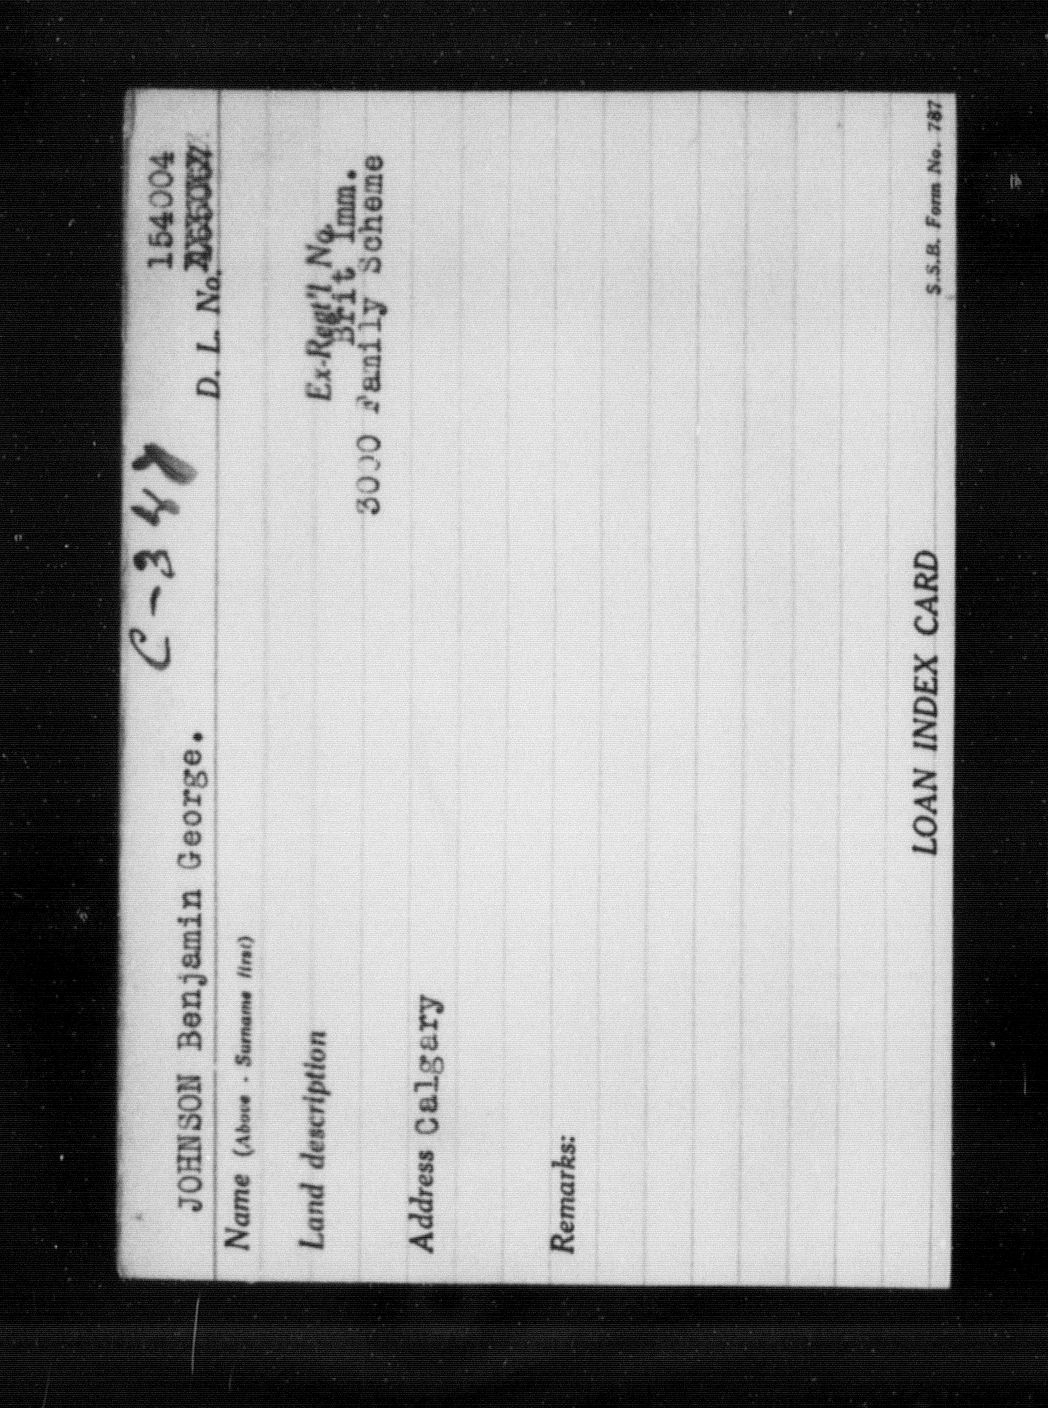 C-347
154004
JOHNSON Benjamin George.
D. L. No.
Name (Above - Surname first)
Land description
Ex-Regt'l No.
Brit Imm.
3000 Family Scheme
Address Calgary
Remarks:
LOAN INDEX CARD
S.S.B. Form No. 787